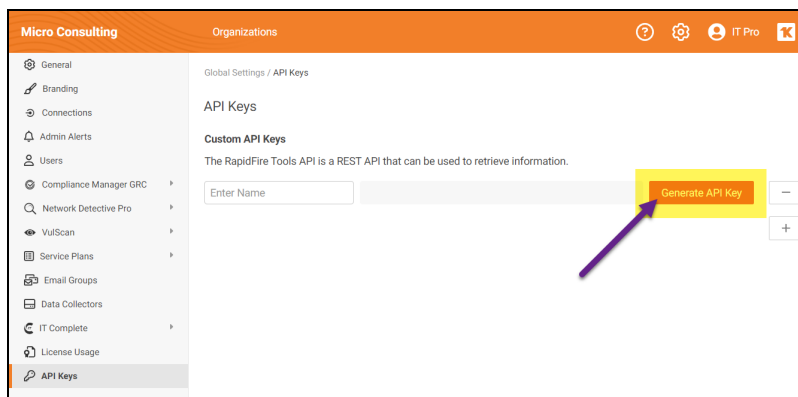 Micro Consulting
Organizations
?
IT Pro
K
General
Branding
Connections
Admin Alerts
Users
Compliance Manager GRC
Network Detective Pro
VulScan
Service Plans
Email Groups
Data Collectors
IT Complete
License Usage
API Keys
Global Settings / API Keys
API Keys
Custom API Keys
The RapidFire Tools API is a REST API that can be used to retrieve information.
Enter Name
Generate API Key
−
+